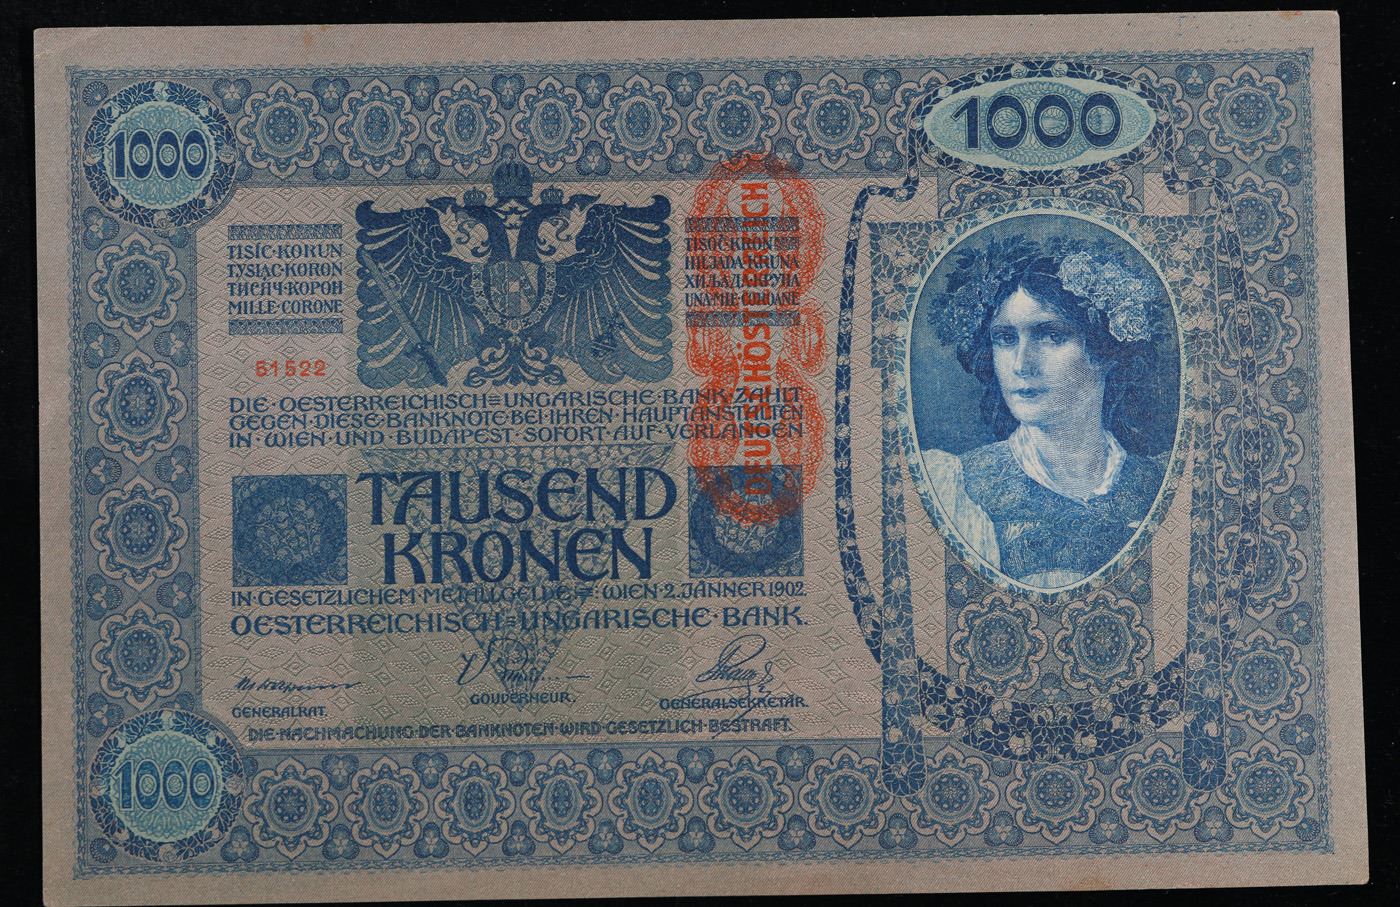 1000
1000
TISÍC·KORUN
TYSIĄC·KORON
ТИСЯЧ·КОРОН
MILLE·CORONE
TISOČ·KRON
HILJADA·KRUNA
ХИЉАДА·КРУНА
UNA·MIE·COROANE
DEUTSCHÖSTERREICH
51522
DIE·OESTERREICHISCH=UNGARISCHE·BANK·ZAHLT
GEGEN·DIESE·BANKNOTE·BEI·IHREN·HAUPTANSTALTEN
IN·WIEN·UND·BUDAPEST·SOFORT·AUF·VERLANGEN
TAUSEND
KRONEN
IN·GESETZLICHEM·METALLGELDE=:WIEN·2.JÄNNER 1902.
OESTERREICHISCH=UNGARISCHE·BANK.
GENERALRAT.
GOUVERNEUR.
GENERALSEKRETÄR.
DIE·NACHMACHUNG·DER·BANKNOTEN·WIRD·GESETZLICH·BESTRAFT.
1000